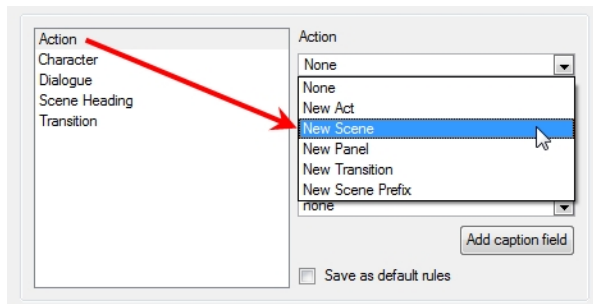 Action
Character
Dialogue
Scene Heading
Transition
Action
None
None
New Act
New Scene
New Panel
New Transition
New Scene Prefix
none
Add caption field
Save as default rules